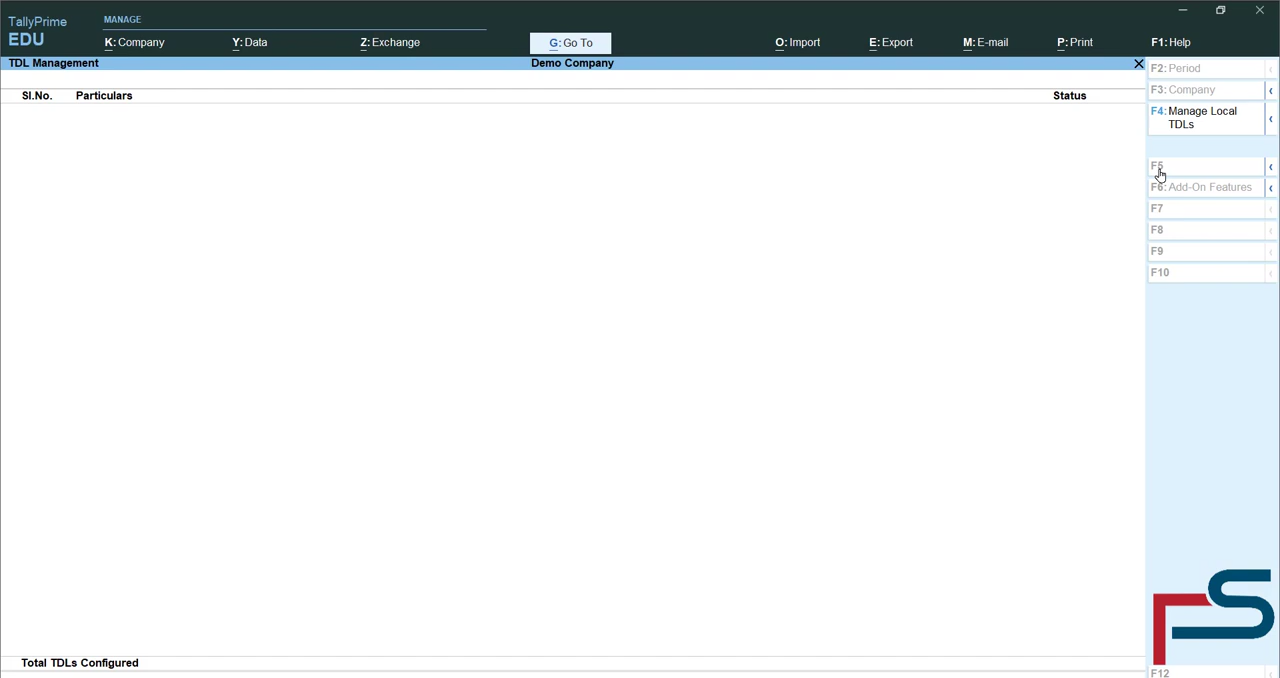 TallyPrime
EDU
MANAGE
K: Company
Y: Data
Z: Exchange
G: Go To
O: Import
E: Export
M: E-mail
P: Print
F1: Help
TDL Management
Demo Company
Sl.No.
Particulars
Status
F2: Period
F3: Company
F4: Manage Local
TDLs
F5
F6: Add-On Features
F7
F8
F9
F10
FS
Total TDLs Configured
F12